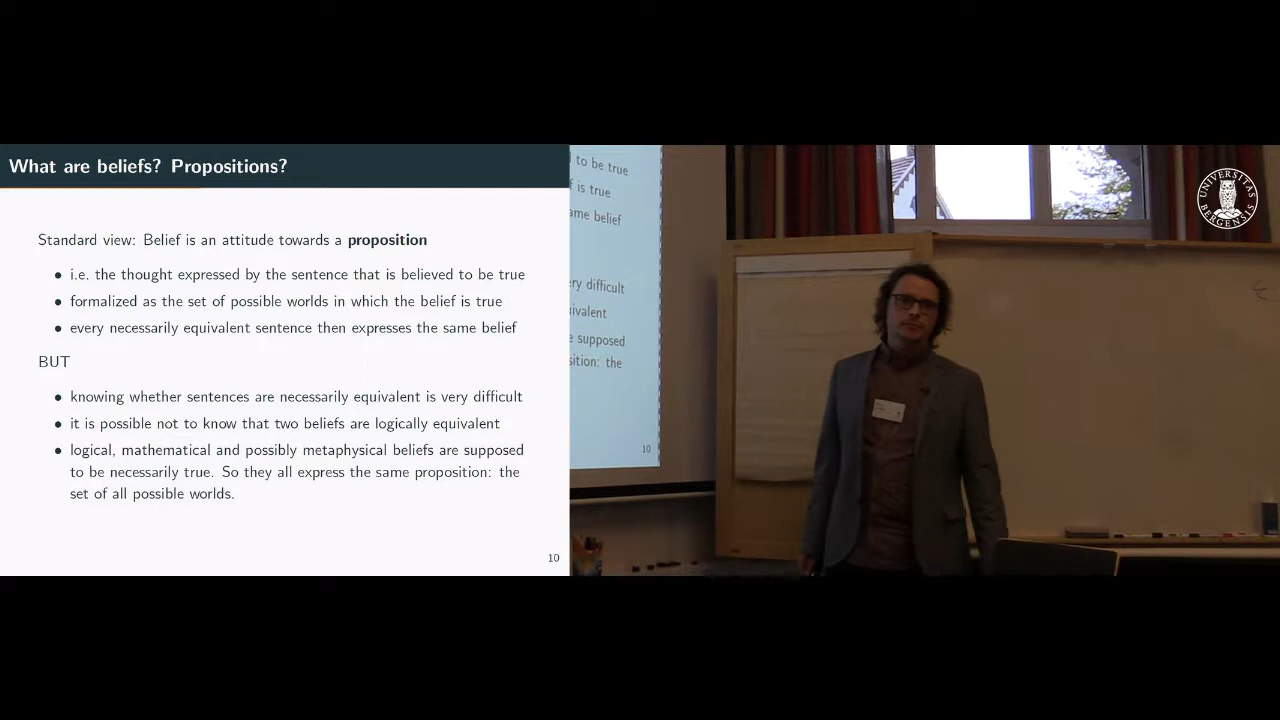 What are beliefs? Propositions?
Standard view: Belief is an attitude towards a proposition
• i.e. the thought expressed by the sentence that is believed to be true
• formalized as the set of possible worlds in which the belief is true
• every necessarily equivalent sentence then expresses the same belief
BUT
• knowing whether sentences are necessarily equivalent is very difficult
• it is possible not to know that two beliefs are logically equivalent
• logical, mathematical and possibly metaphysical beliefs are supposed
to be necessarily true. So they all express the same proposition: the
set of all possible worlds.
10
to be true
is true
same belief
ry difficult
ivalent
supposed
sition: the
10
UNIVERSITAS
BERGENSIS